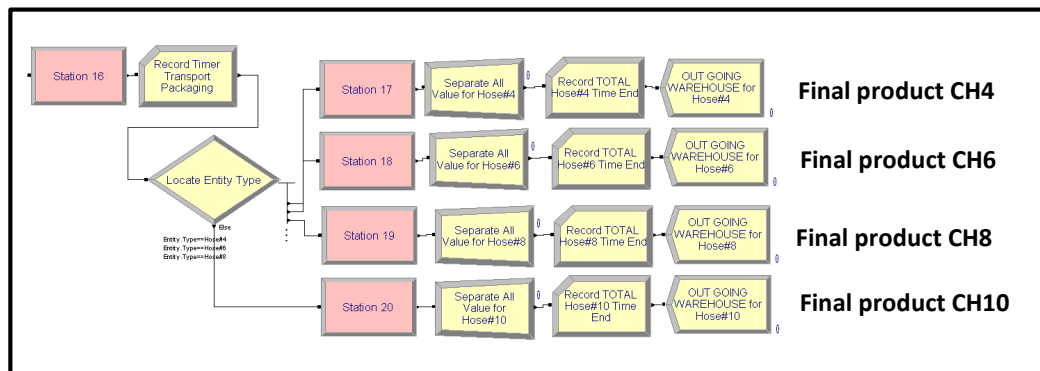 Station 16
Record Timer
Transport
Packaging
Locate Entity Type
Else
Entity.Type==Hose#4
Entity.Type==Hose#6
Entity.Type==Hose#8
Station 17
Separate All
Value for Hose#4
0
Record TOTAL
Hose#4 Time End
OUT GOING
WAREHOUSE for
Hose#4
0
Final product CH4
Station 18
Separate All
Value for Hose#6
0
Record TOTAL
Hose#6 Time End
OUT GOING
WAREHOUSE for
Hose#6
0
Final product CH6
Station 19
Separate All
Value for Hose#8
0
Record TOTAL
Hose#8 Time End
OUT GOING
WAREHOUSE for
Hose#8
0
Final product CH8
Station 20
Separate All
Value for
Hose#10
0
Record TOTAL
Hose#10 Time
End
OUT GOING
WAREHOUSE for
Hose#10
0
Final product CH10